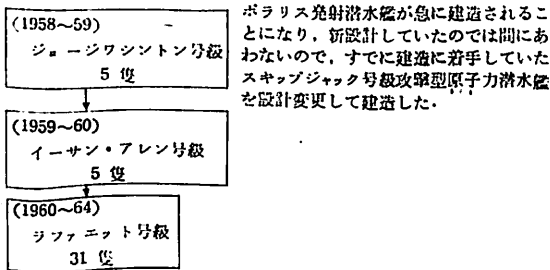 (1958~59)
ジョージワシントン号級
5 隻
ポラリス発射潜水艦が急に建造されるこ
とになり,新設計していたのでは間にあ
わないので,すでに建造に着手していた
スキップジャック号級攻撃型原子力潜水艦
を設計変更して建造した.
(1959~60)
イーサン・アレン号級
5 隻
(1960~64)
ラファエット号級
31 隻